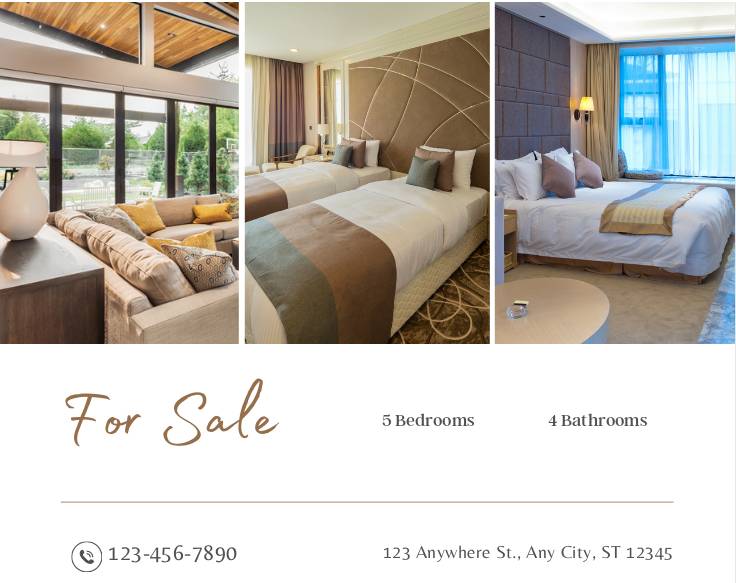 For Sale
5 Bedrooms
4 Bathrooms
123-456-7890
123 Anywhere St., Any City, ST 12345